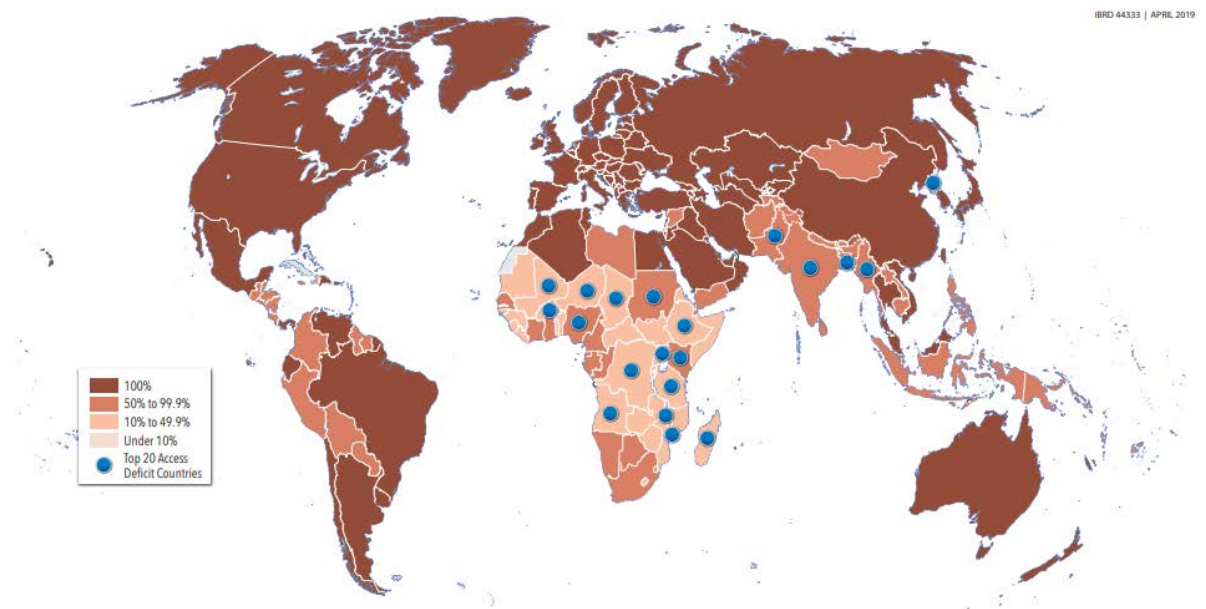 IBRD 44333 | APRIL 2019
100%
50% to 99.9%
10% to 49.9%
Under 10%
Top 20 Access
Deficit Countries